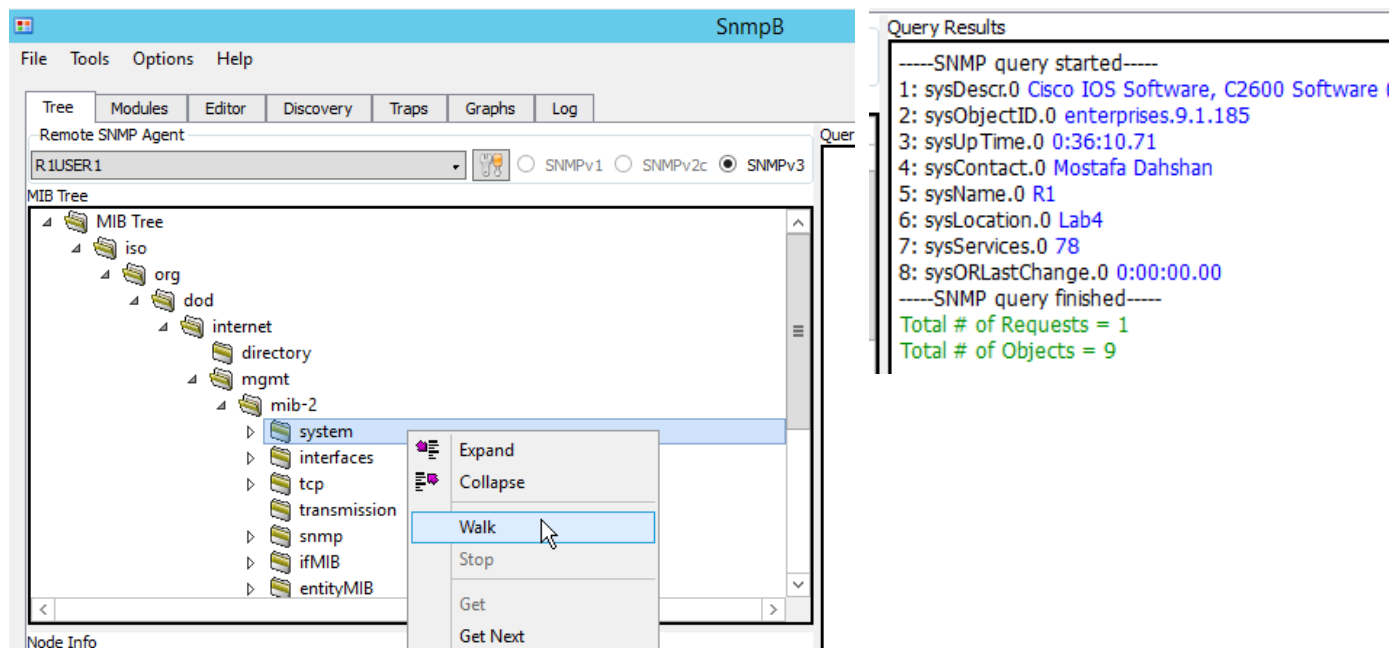 SnmpB
File Tools Options Help
Tree Modules Editor Discovery Traps Graphs Log
Remote SNMP Agent
R1USER1 SNMPv1 SNMPv2c SNMPv3
MIB Tree
MIB Tree
iso
org
dod
internet
directory
mgmt
mib-2
system
interfaces
tcp
transmission
snmp
ifMIB
entityMIB
Node Info
Expand
Collapse
Walk
Stop
Get
Get Next
Quer
Query Results
-----SNMP query started-----
1: sysDescr.0 Cisco IOS Software, C2600 Software (
2: sysObjectID.0 enterprises.9.1.185
3: sysUpTime.0 0:36:10.71
4: sysContact.0 Mostafa Dahshan
5: sysName.0 R1
6: sysLocation.0 Lab4
7: sysServices.0 78
8: sysORLastChange.0 0:00:00.00
-----SNMP query finished-----
Total # of Requests = 1
Total # of Objects = 9